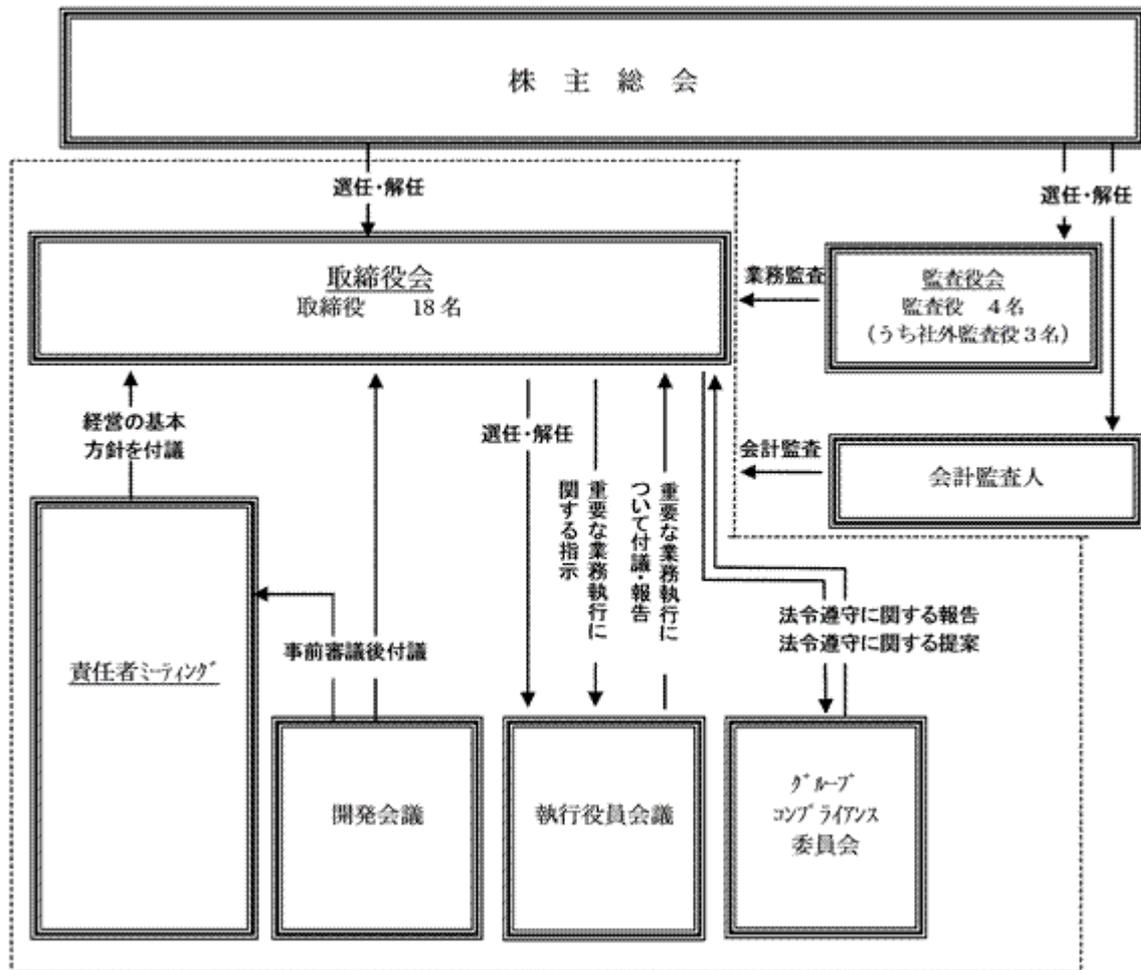 株 主 総 会
選任・解任
選任・解任
取締役会
取締役　18名
業務監査
監査役会
監査役　4名
（うち社外監査役3名）
経営の基本
方針を付議
選任・解任
重要な業務執行に
関する指示
重要な業務執行に
ついて付議・報告
会計監査
会計監査人
法令遵守に関する報告
法令遵守に関する提案
事前審議後付議
責任者ﾐｰﾃｨﾝｸﾞ
開発会議
執行役員会議
ｸﾞﾙｰﾌﾟ
ｺﾝﾌﾟﾗｲｱﾝｽ
委員会